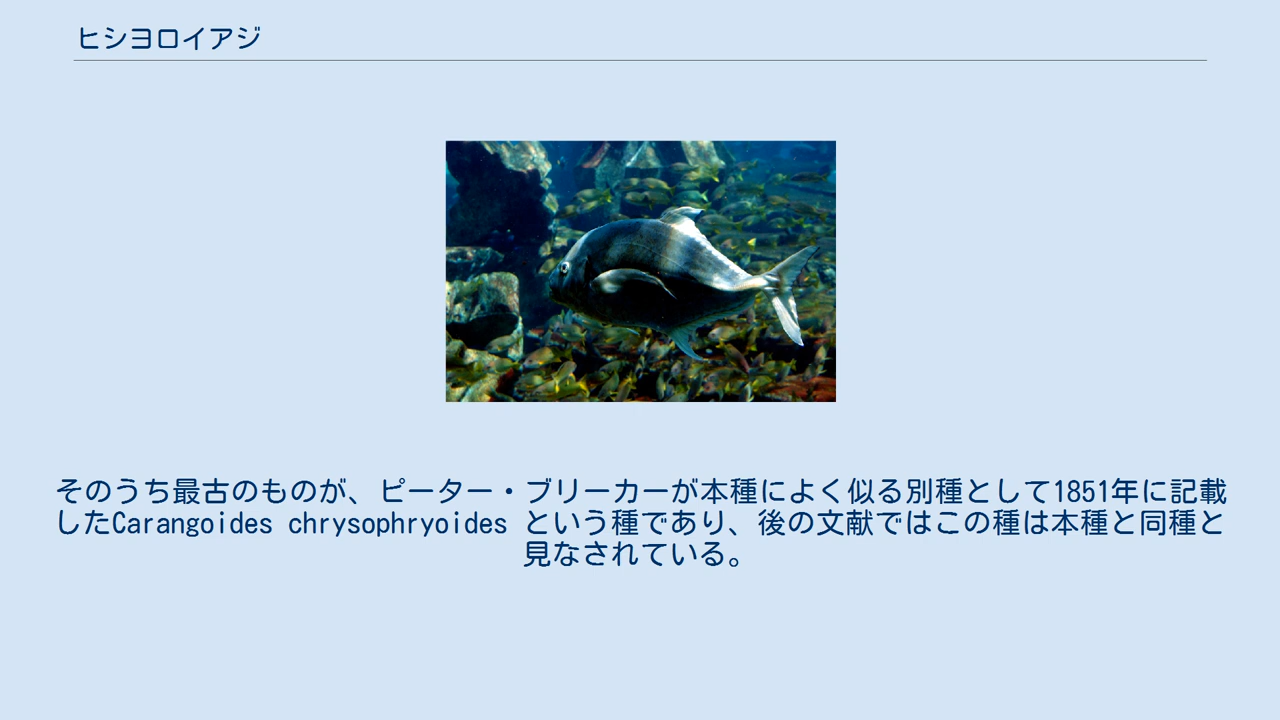 ヒシヨロイアジ
そのうち最古のものが、ピーター・ブリーカーが本種によく似る別種として1851年に記載
したCarangoides chrysophryoides という種であり、後の文献ではこの種は本種と同種と
見なされている。